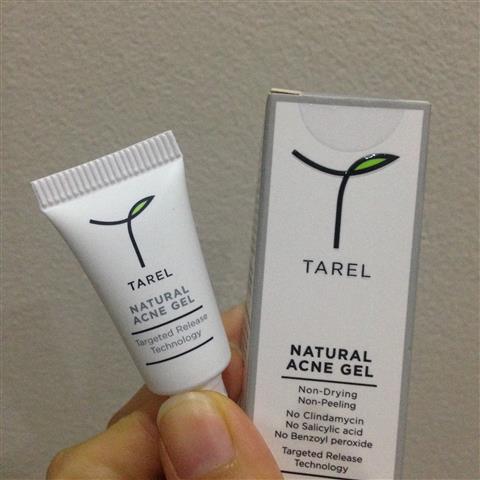 TAREL
NATURAL
ACNE GEL
Targeted Release
Technology
TAREL
NATURAL
ACNE GEL
Non-Drying
Non-Peeling
No Clindamycin
No Salicylic acid
No Benzoyl peroxide
Targeted Release
Technology